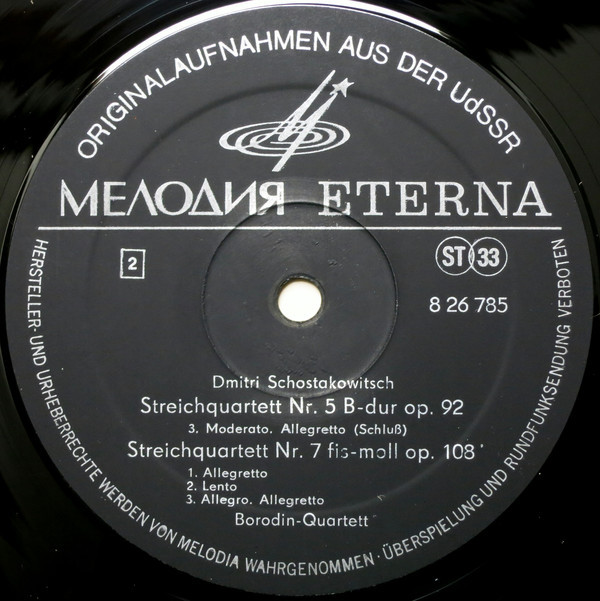 ORIGINALAUFNAHMEN AUS DER UdSSR
МЕЛОДИЯ ETERNA
2
ST 33
8 26 785
Dmitri Schostakowitsch
Streichquartett Nr. 5 B-dur op. 92
3. Moderato. Allegretto (Schluß)
Streichquartett Nr. 7 fis-moll op. 108
1. Allegretto
2. Lento
3. Allegro. Allegretto
Borodin-Quartett
HERSTELLER- UND URHEBERRECHTE WERDEN VON MELODIA WAHRGENOMMEN · ÜBERSPIELUNG UND RUNDFUNKSENDUNG VERBOTEN